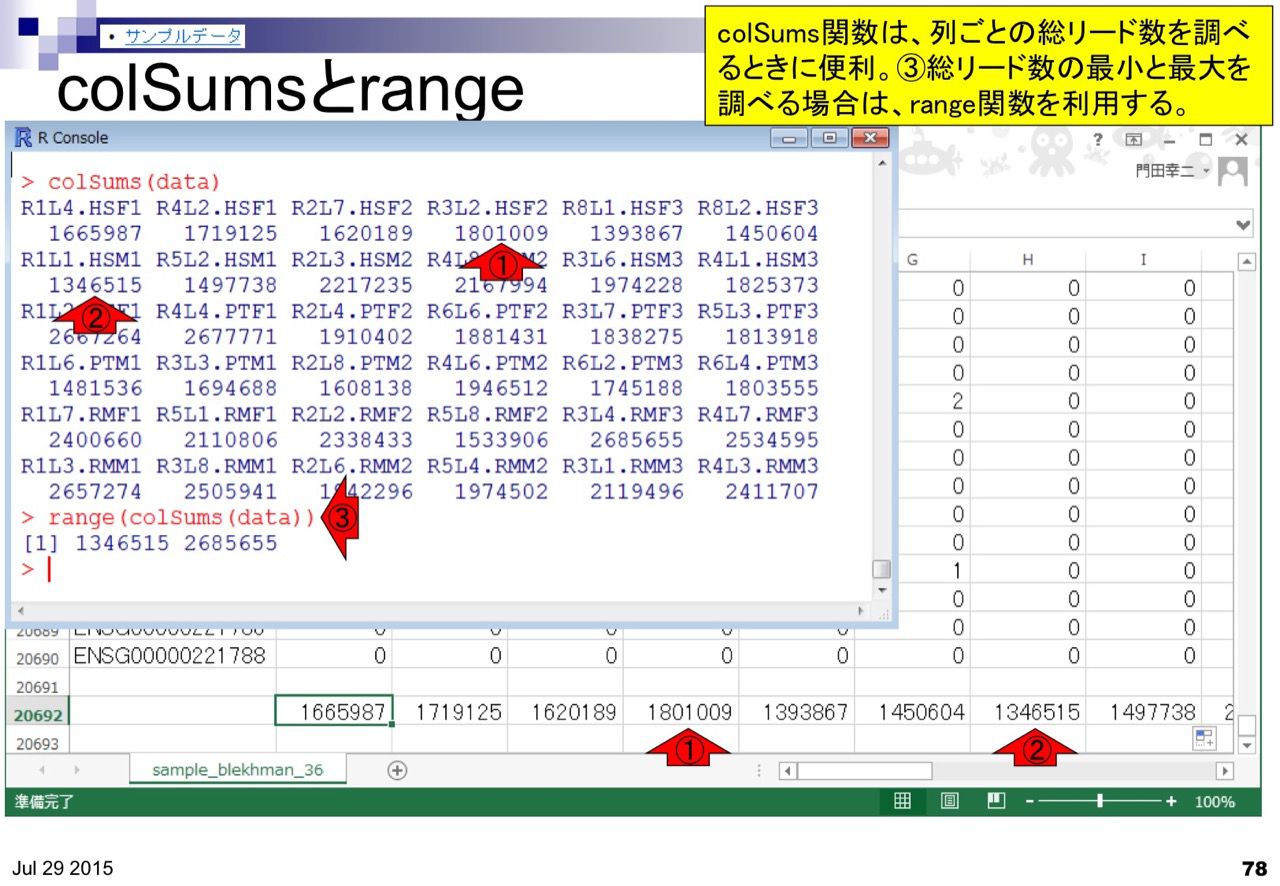 • サンプルデータ
colSumsとrange
colSums関数は、列ごとの総リード数を調べ
るときに便利。③総リード数の最小と最大を
調べる場合は、range関数を利用する。
R Console
> colSums(data)
R1L4.HSF1 R4L2.HSF1 R2L7.HSF2 R3L2.HSF2 R8L1.HSF3 R8L2.HSF3
1665987 1719125 1620189 1801009 1393867 1450604
R1L1.HSM1 R5L2.HSM1 R2L3.HSM2 ① R3L6.HSM3 R4L1.HSM3
1346515 1497738 2217235 2167994 1974228 1825373
② R4L4.PTF1 R2L4.PTF2 R6L6.PTF2 R3L7.PTF3 R5L3.PTF3
2667264 2677771 1910402 1881431 1838275 1813918
R1L6.PTM1 R3L3.PTM1 R2L8.PTM2 R4L6.PTM2 R6L2.PTM3 R6L4.PTM3
1481536 1694688 1608138 1946512 1745188 1803555
R1L7.RMF1 R5L1.RMF1 R2L2.RMF2 R5L8.RMF2 R3L4.RMF3 R4L7.RMF3
2400660 2110806 2338433 1533906 2685655 2534595
R1L3.RMM1 R3L8.RMM1 R2L6.RMM2 R5L4.RMM2 R3L1.RMM3 R4L3.RMM3
2657274 2505941 1974502 2119496 2411707
> range(colSums(data)) ③
[1] 1346515 2685655
>
?
門田幸二
G H I
0 0 0
0 0 0
0 0 0
0 0 0
2 0 0
0 0 0
0 0 0
0 0 0
0 0 0
0 0 0
1 0 0
0 0 0
20689 0 0 0 0 0 0 0 0
20690 ENSG00000221788 0 0 0 0 0 0 0 0
20691
20692 1665987 1719125 1620189 1801009 1393867 1450604 1346515 1497738 2
20693 ① ②
sample_blekhman_36
準備完了 100%
Jul 29 2015
78